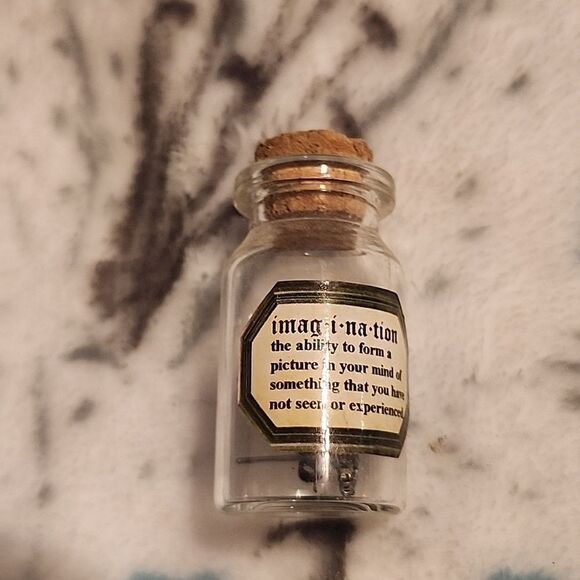 imag·i·na·tion
the ability to form a
picture in your mind of
something that you have
not seen or experienced